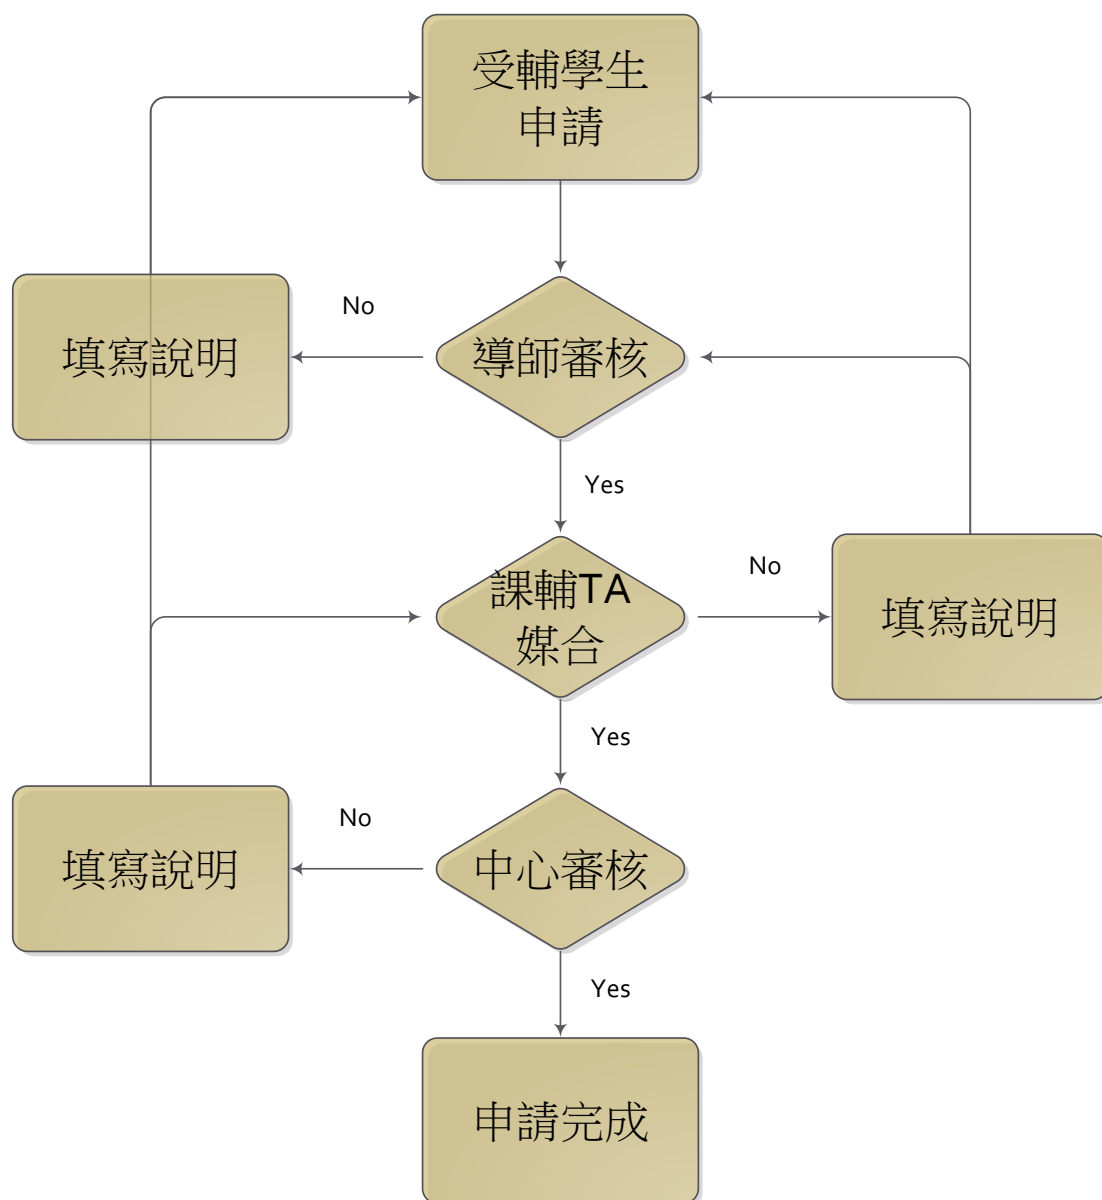 受輔學生
申請
No
填寫說明
導師審核
Yes
課輔TA
媒合
No
填寫說明
Yes
No
填寫說明
中心審核
Yes
申請完成